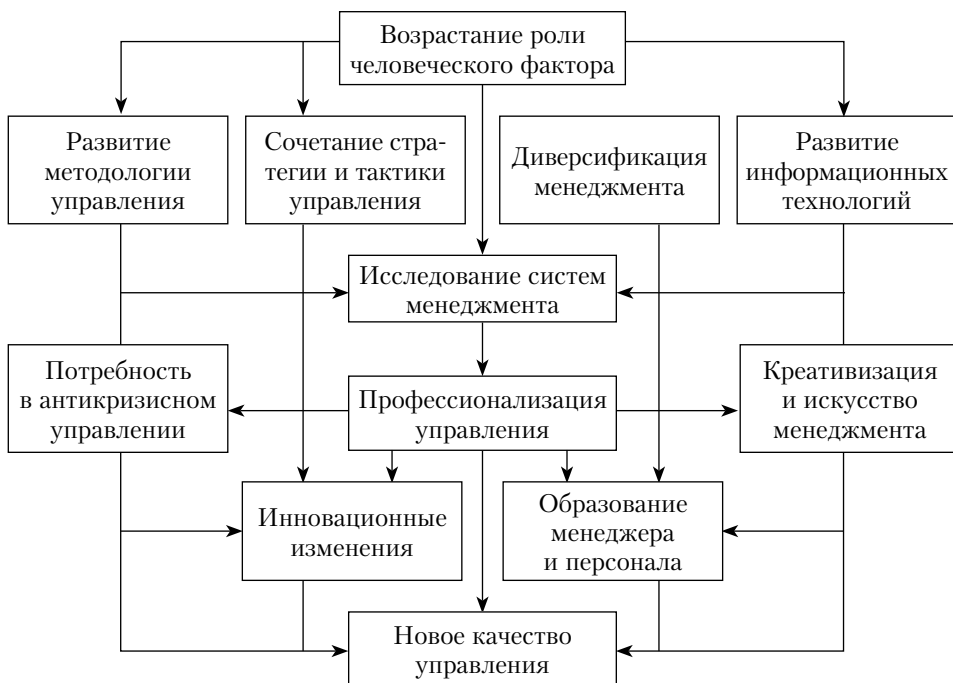 Возрастание роли
человеческого фактора
Развитие
методологии
управления
Сочетание стра-
тегии и тактики
управления
Диверсификация
менеджмента
Развитие
информационных
технологий
Исследование систем
менеджмента
Потребность
в антикризисном
управлении
Профессионализация
управления
Креативизация
и искусство
менеджмента
Инновационные
изменения
Образование
менеджера
и персонала
Новое качество
управления